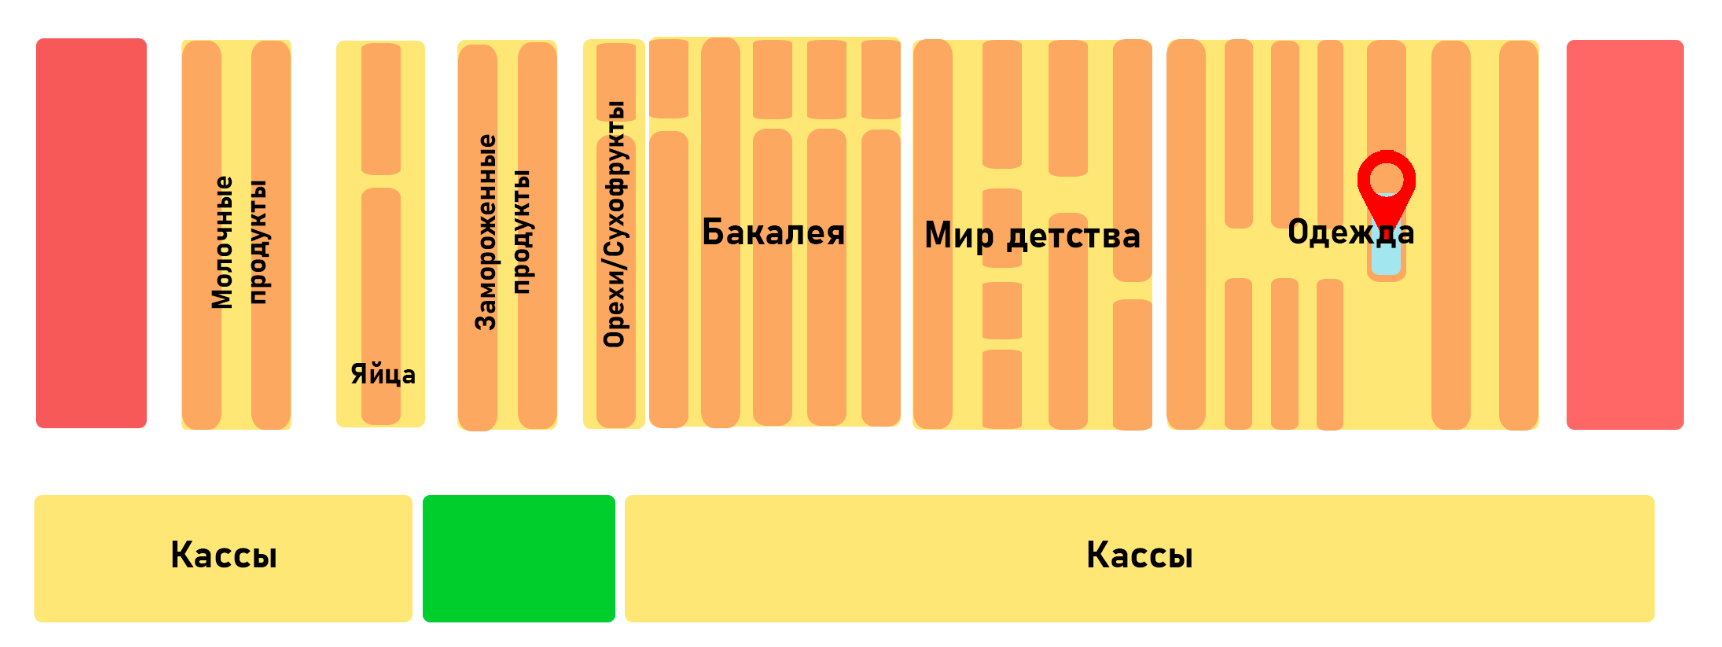 Молочные
продукты
Яйца
Замороженные
продукты
Орехи/Сухофрукты
Бакалея
Мир детства
Одежда
Кассы
Кассы